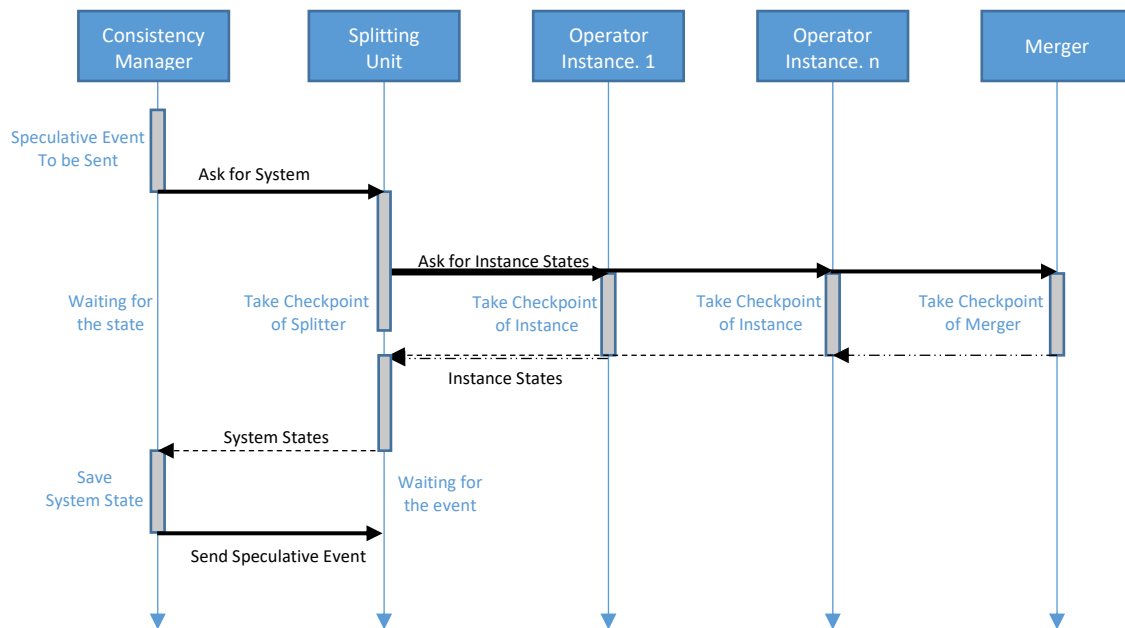 Consistency
Manager
Splitting
Unit
Operator
Instance. 1
Operator
Instance. n
Merger
Speculative Event
To be Sent
Ask for System
Ask for Instance States
Waiting for
the state
Take Checkpoint
of Splitter
Take Checkpoint
of Instance
Take Checkpoint
of Instance
Take Checkpoint
of Merger
Instance States
System States
Save
System State
Waiting for
the event
Send Speculative Event